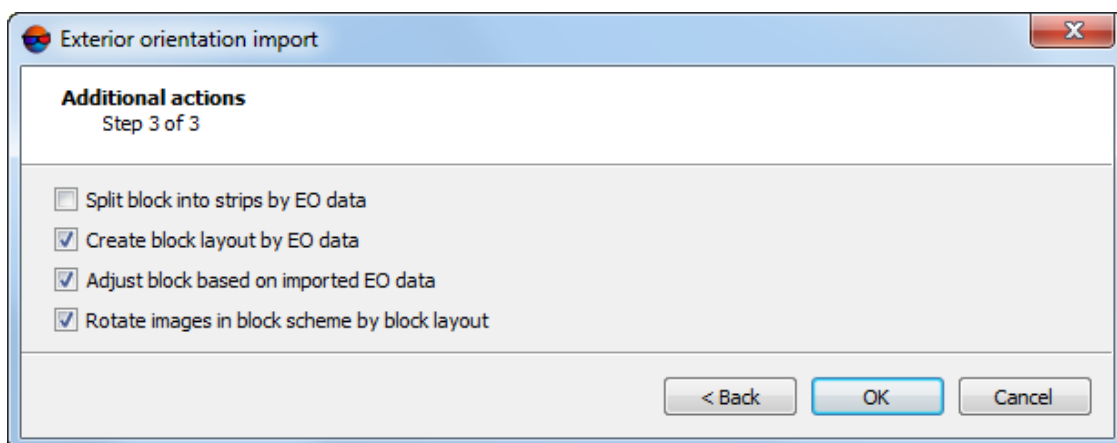 Exterior orientation import
Additional actions
Step 3 of 3
Split block into strips by EO data
Create block layout by EO data
Adjust block based on imported EO data
Rotate images in block scheme by block layout
< Back OK Cancel